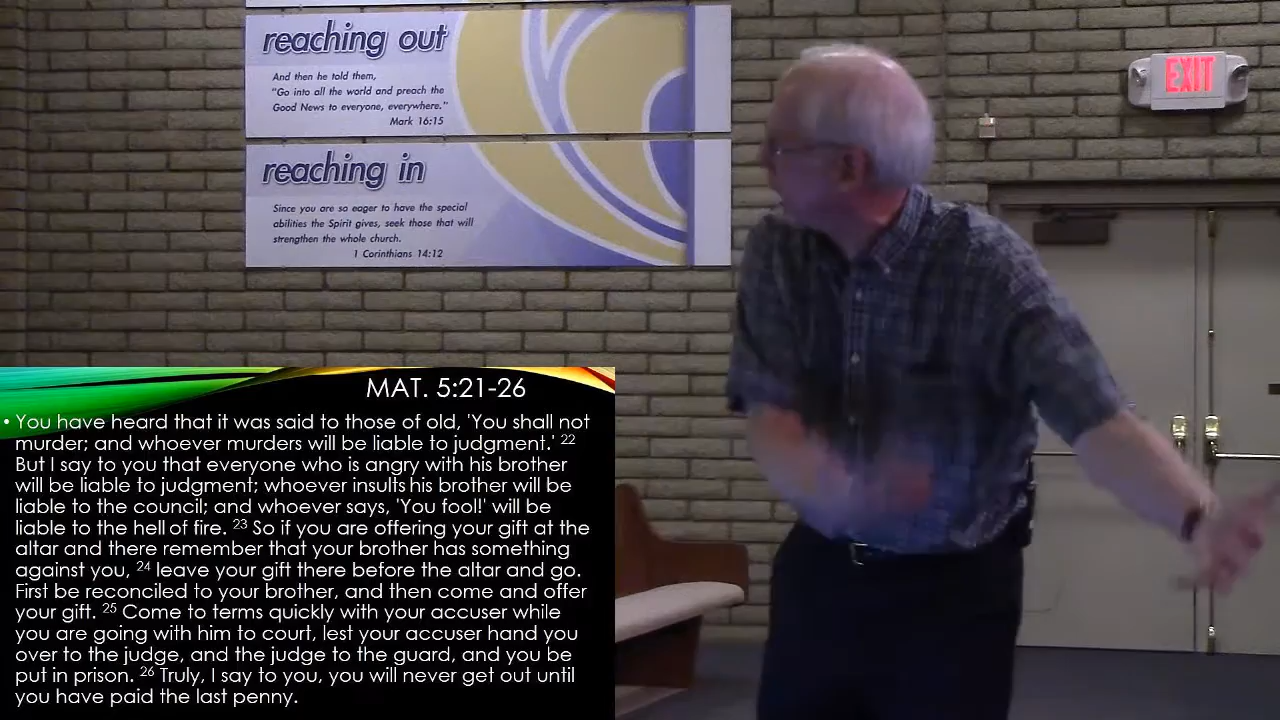 reaching out
And then he told them,
"Go into all the world and preach the
Good News to everyone, everywhere."
Mark 16:15
reaching in
Since you are so eager to have the special
abilities the Spirit gives, seek those that will
strengthen the whole church.
1 Corinthians 14:12
EXIT
MAT. 5:21-26
• You have heard that it was said to those of old, 'You shall not
murder; and whoever murders will be liable to judgment.' 22
But I say to you that everyone who is angry with his brother
will be liable to judgment; whoever insults his brother will be
liable to the council; and whoever says, 'You fool!' will be
liable to the hell of fire. 23 So if you are offering your gift at the
altar and there remember that your brother has something
against you, 24 leave your gift there before the altar and go.
First be reconciled to your brother, and then come and offer
your gift. 25 Come to terms quickly with your accuser while
you are going with him to court, lest your accuser hand you
over to the judge, and the judge to the guard, and you be
put in prison. 26 Truly, I say to you, you will never get out until
you have paid the last penny.